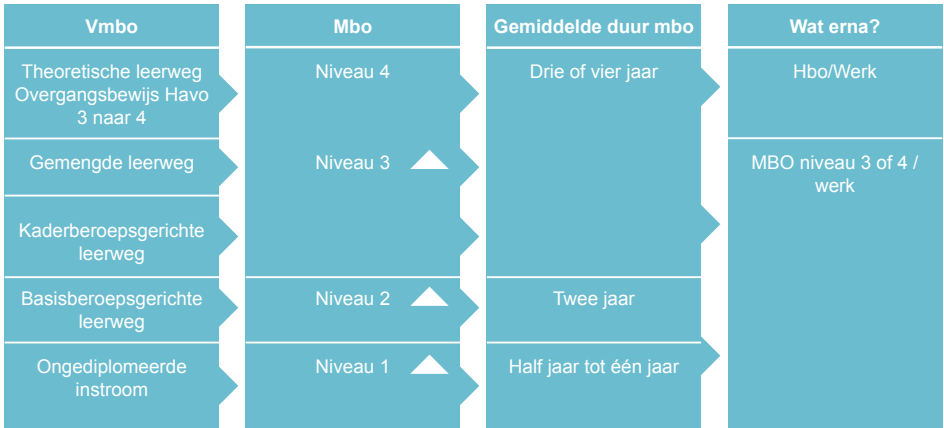 Vmbo
Theoretische leerweg
Overgangsbewijs Havo
3 naar 4
Gemengde leerweg
Kaderberoepsgerichte
leerweg
Basisberoepsgerichte
leerweg
Ongediplomeerde
instroom
Mbo
Niveau 4
Niveau 3
Niveau 2
Niveau 1
Gemiddelde duur mbo
Drie of vier jaar
Twee jaar
Half jaar tot één jaar
Wat erna?
Hbo/Werk
MBO niveau 3 of 4 /
werk